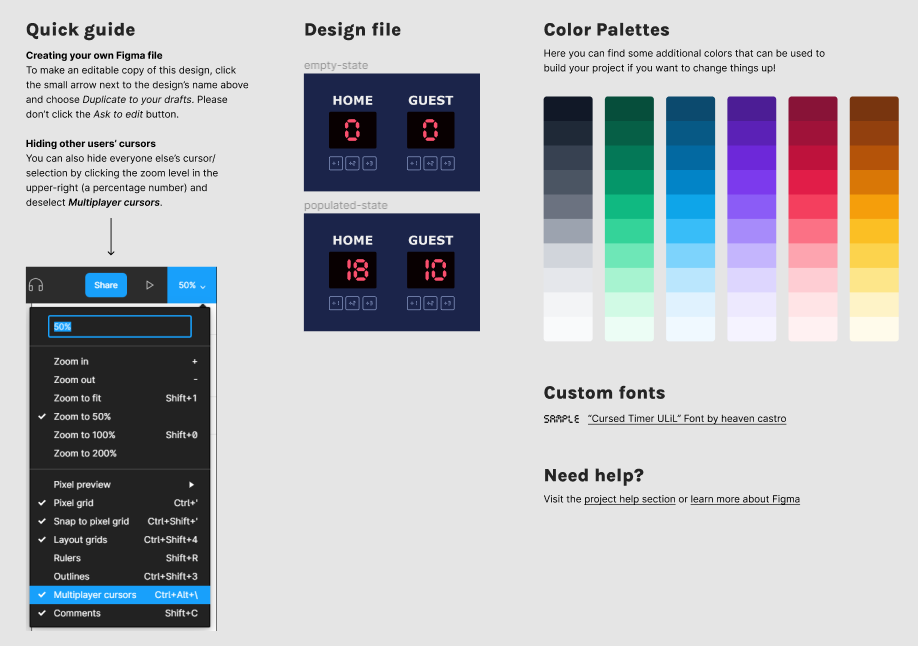 Quick guide
Creating your own Figma file
To make an editable copy of this design, click
the small arrow next to the design's name above
and choose Duplicate to your drafts. Please
don't click the Ask to edit button.
Hiding other users' cursors
You can also hide everyone else's cursor/
selection by clicking the zoom level in the
upper-right (a percentage number) and
deselect Multiplayer cursors.
Share 50%
50%
Zoom in +
Zoom out -
Zoom to fit Shift+1
Zoom to 50%
Zoom to 100% Shift+0
Zoom to 200%
Pixel preview
Pixel grid Ctrl+'
Snap to pixel grid Ctrl+Shift+'
Layout grids Ctrl+Shift+4
Rulers Shift+R
Outlines Ctrl+Shift+3
Multiplayer cursors Ctrl+Alt+\
Comments Shift+C
Design file
empty-state
HOME GUEST
0 0
+1 +2 +3 +1 +2 +3
populated-state
HOME GUEST
18 10
+1 +2 +3 +1 +2 +3
Color Palettes
Here you can find some additional colors that can be used to
build your project if you want to change things up!
Custom fonts
SAMPLE "Cursed Timer ULiL" Font by heaven castro
Need help?
Visit the project help section or learn more about Figma